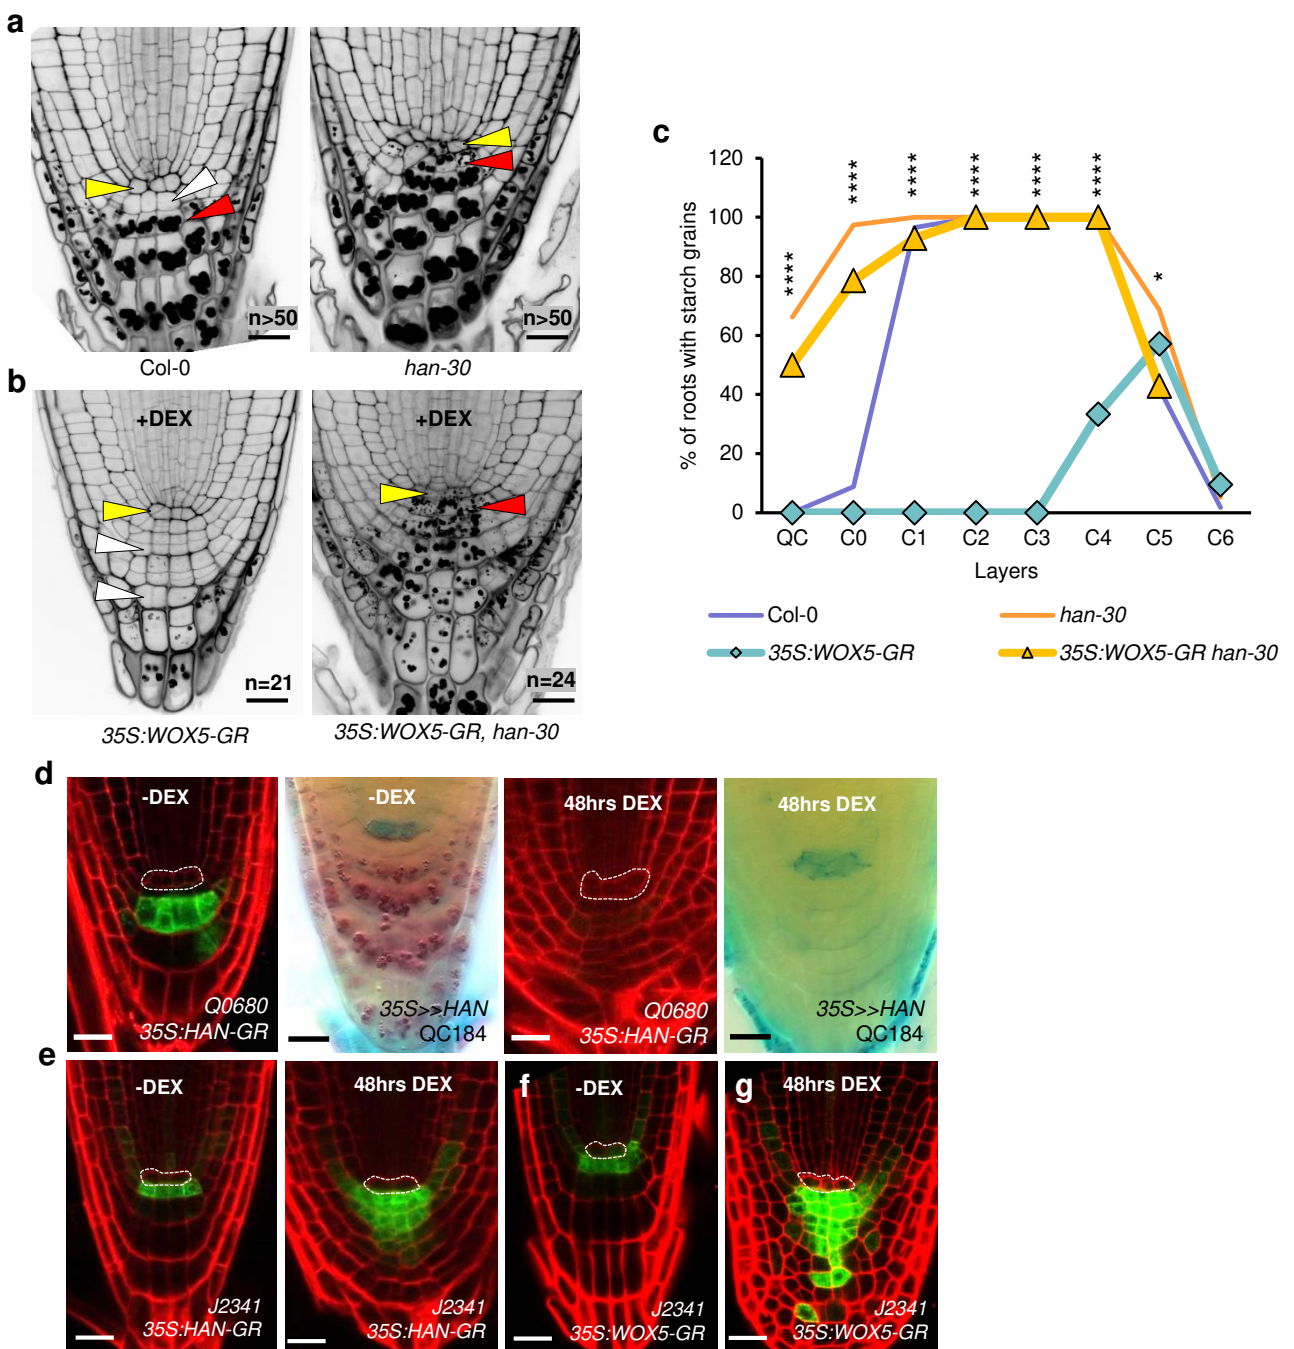 a
n>50
n>50
Col-0
han-30
b
+DEX
+DEX
n=21
n=24
35S:WOX5-GR
35S:WOX5-GR, han-30
c
% of roots with starch grains
120
100
80
60
40
20
0
****
****
****
****
****
****
*
QC C0 C1 C2 C3 C4 C5 C6
Layers
Col-0
han-30
35S:WOX5-GR
35S:WOX5-GR han-30
d
-DEX
Q0680
35S:HAN-GR
-DEX
35S>>HAN
QC184
48hrs DEX
Q0680
35S:HAN-GR
48hrs DEX
35S>>HAN
QC184
e
-DEX
J2341
35S:HAN-GR
48hrs DEX
J2341
35S:HAN-GR
f
-DEX
J2341
35S:WOX5-GR
g
48hrs DEX
J2341
35S:WOX5-GR